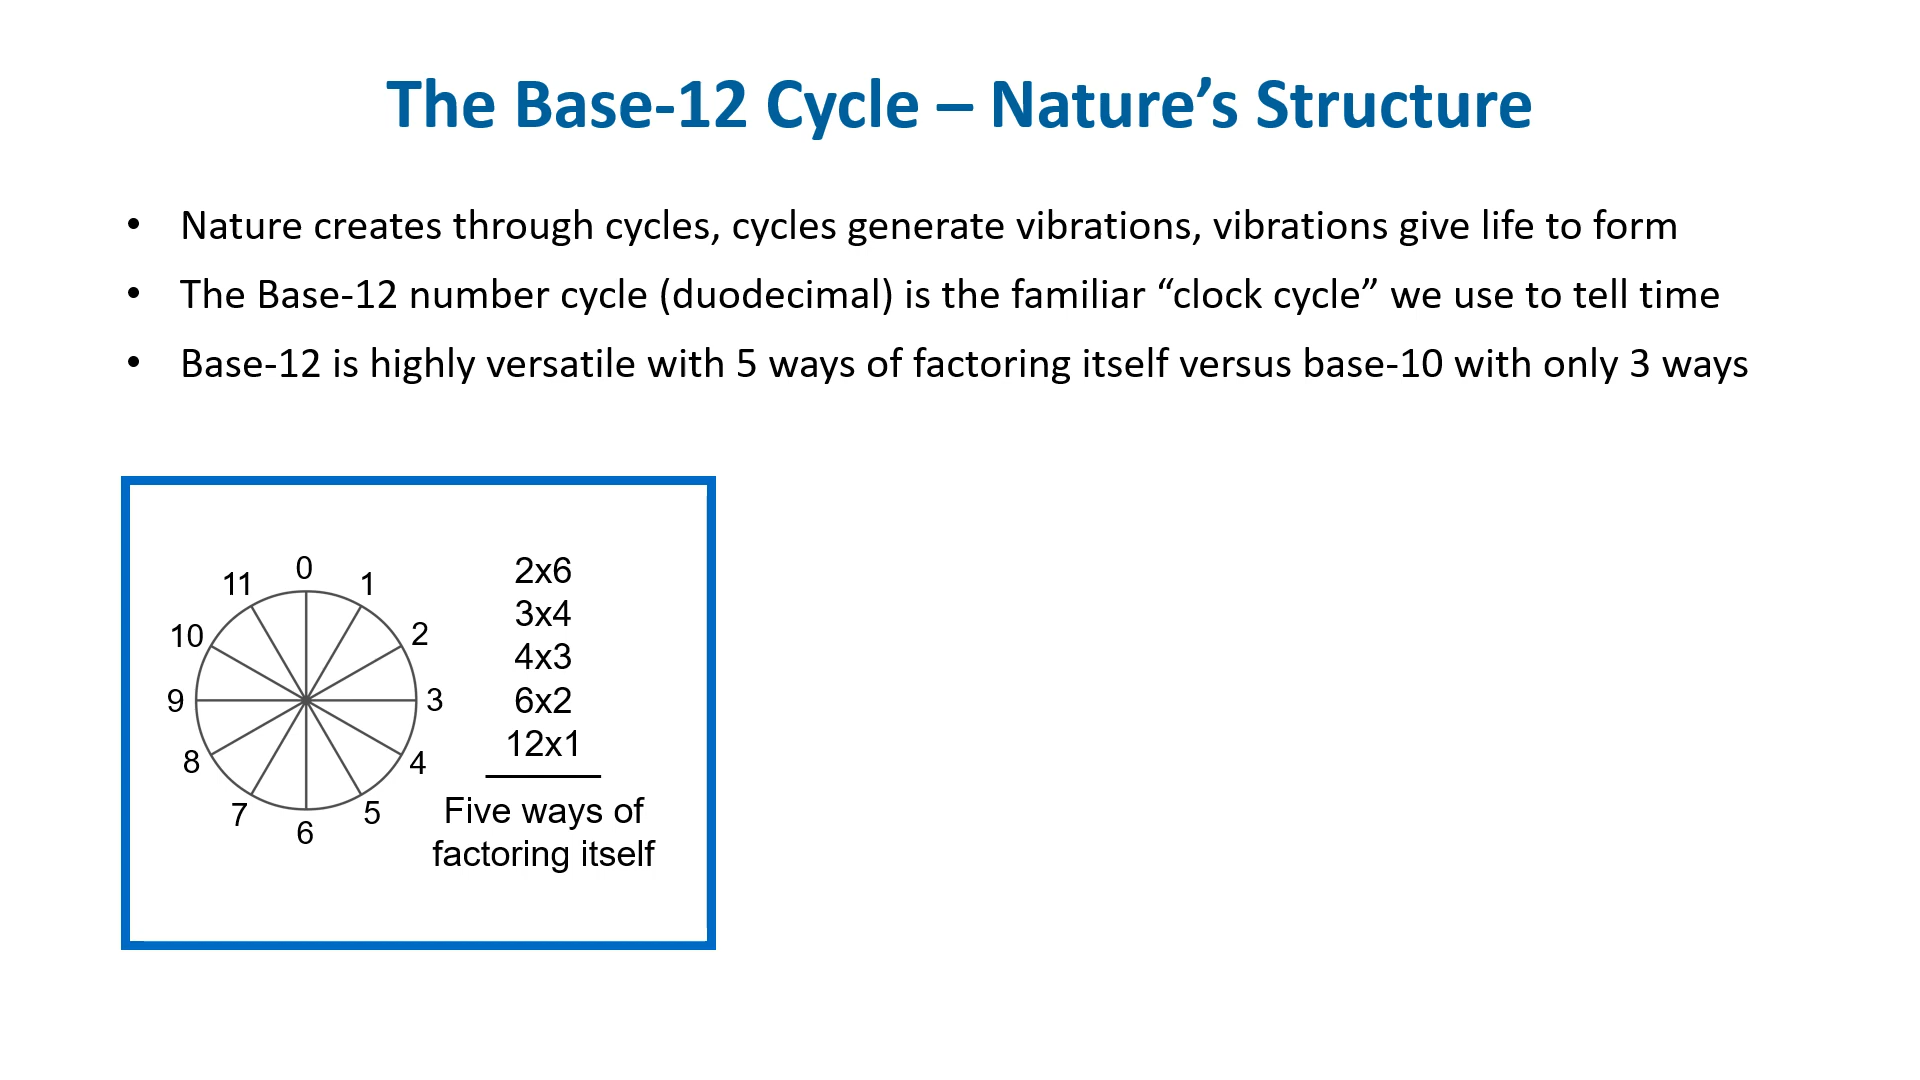 The Base-12 Cycle – Nature’s Structure
• Nature creates through cycles, cycles generate vibrations, vibrations give life to form
• The Base-12 number cycle (duodecimal) is the familiar “clock cycle” we use to tell time
• Base-12 is highly versatile with 5 ways of factoring itself versus base-10 with only 3 ways
0
1
2
3
4
5
6
7
8
9
10
11
2x6
3x4
4x3
6x2
12x1
Five ways of
factoring itself